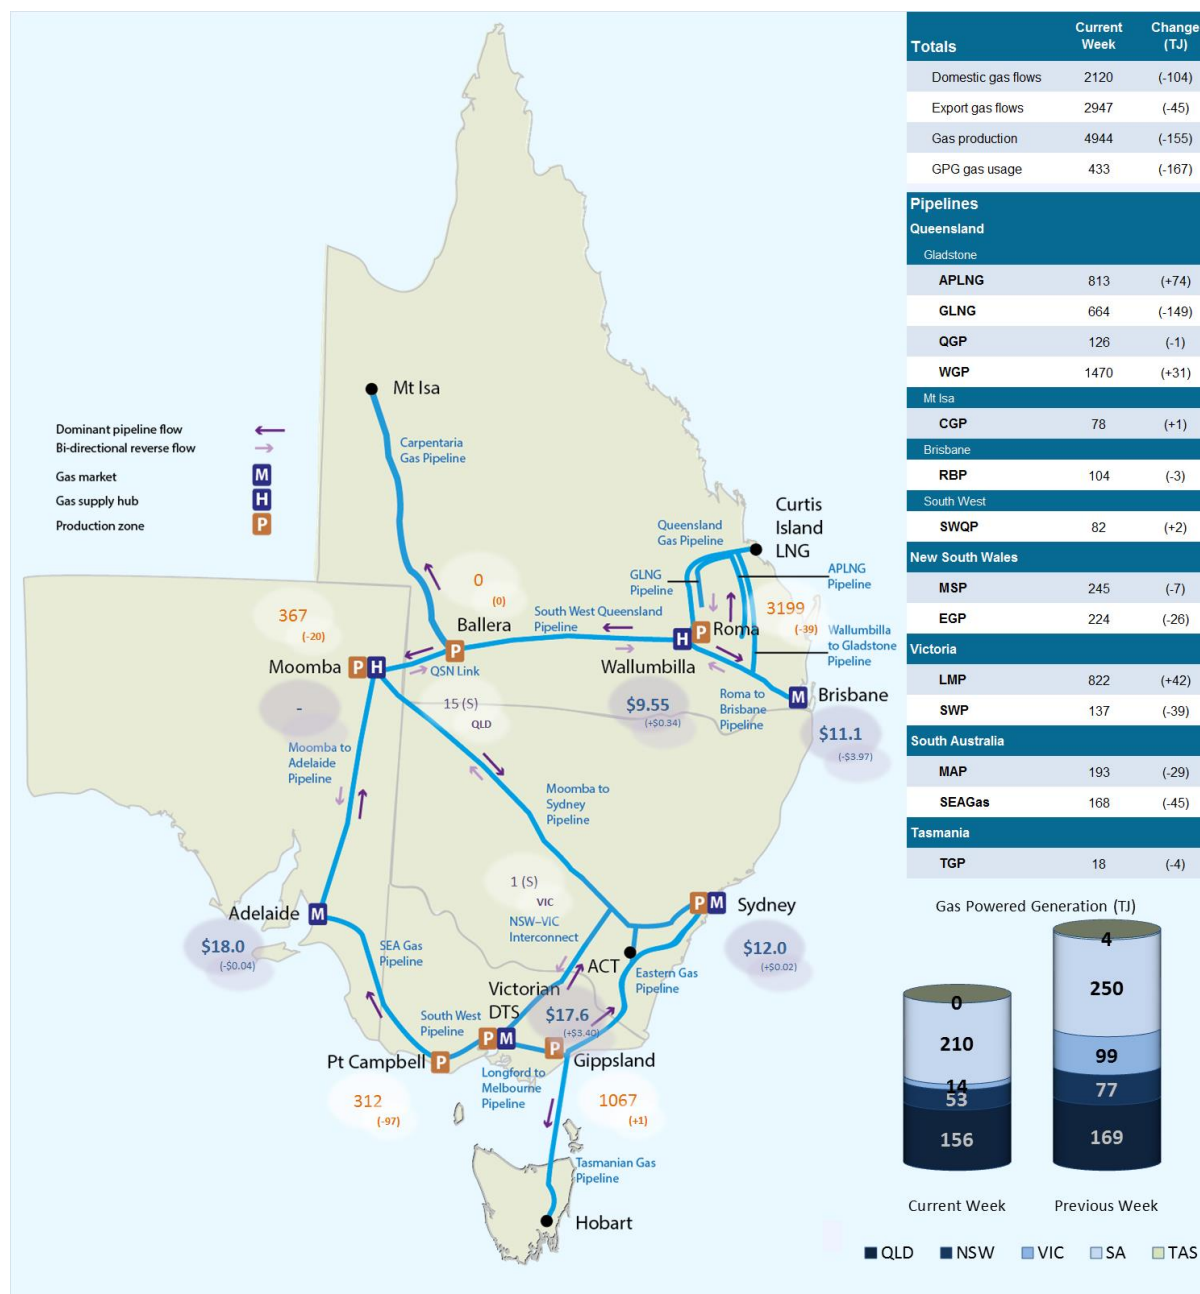 Totals Current Week Change (TJ)
Domestic gas flows 2120 (-104)
Export gas flows 2947 (-45)
Gas production 4944 (-155)
GPG gas usage 433 (-167)
Pipelines
Queensland
Gladstone
APLNG 813 (+74)
GLNG 664 (-149)
QGP 126 (-1)
WGP 1470 (+31)
Mt Isa
CGP 78 (+1)
Brisbane
RBP 104 (-3)
South West
SWQP 82 (+2)
New South Wales
MSP 245 (-7)
EGP 224 (-26)
Victoria
LMP 822 (+42)
SWP 137 (-39)
South Australia
MAP 193 (-29)
SEAGas 168 (-45)
Tasmania
TGP 18 (-4)
Mt Isa
Carpentaria
Gas Pipeline
Dominant pipeline flow
Bi-directional reverse flow
Gas market M
Gas supply hub H
Production zone P
Curtis
Island
LNG
Queensland
Gas Pipeline
GLNG
Pipeline
APLNG
Pipeline
0
(0)
367
(-20)
Ballera
P
South West Queensland
Pipeline
H P Roma
3199
(-39)
Wallumbilla
to Gladstone
Pipeline
Moomba P H
QSN Link
Wallumbilla
Roma to
Brisbane
Pipeline
M Brisbane
-
15 (S)
QLD
$9.55
(+$0.34)
$11.1
(-$3.97)
Moomba to
Adelaide
Pipeline
Moomba to
Sydney
Pipeline
1 (S)
VIC
NSW–VIC
Interconnect
Adelaide M
P M Sydney
$18.0
(-$0.04)
$12.0
(+$0.02)
SEA Gas
Pipeline
ACT
Eastern Gas
Pipeline
Victorian
DTS
$17.6
(+$3.40)
South West
Pipeline
P M
Pt Campbell P
P Gippsland
Longford to
Melbourne
Pipeline
312
(-97)
1067
(+1)
Tasmanian Gas
Pipeline
Hobart
Gas Powered Generation (TJ)
0
210
14
53
156
4
250
99
77
169
Current Week
Previous Week
QLD NSW VIC SA TAS